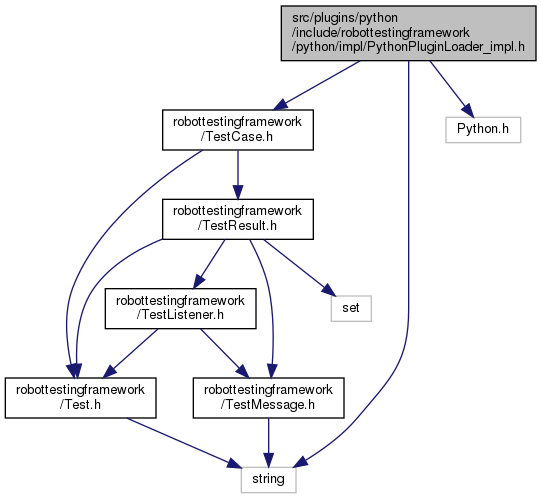 src/plugins/python
/include/robottestingframework
/python/impl/PythonPluginLoader_impl.h
robottestingframework
/TestCase.h
Python.h
robottestingframework
/TestResult.h
robottestingframework
/TestListener.h
set
robottestingframework
/Test.h
robottestingframework
/TestMessage.h
string